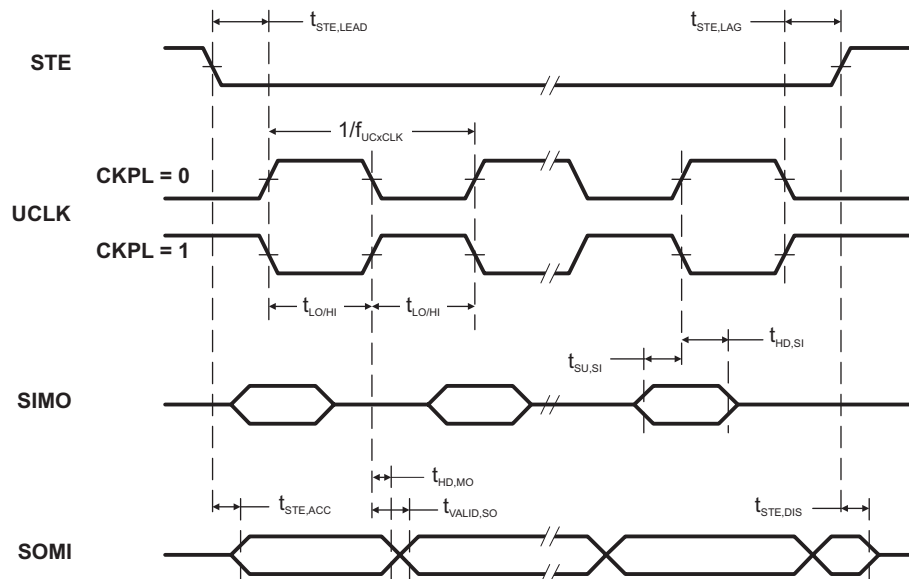 tSTE,LEAD
tSTE,LAG
STE
1/fUCxCLK
CKPL = 0
UCLK
CKPL = 1
tLO/HI
tLO/HI
tSU,SI
tHD,SI
SIMO
tHD,MO
tSTE,ACC
tVALID,SO
tSTE,DIS
SOMI